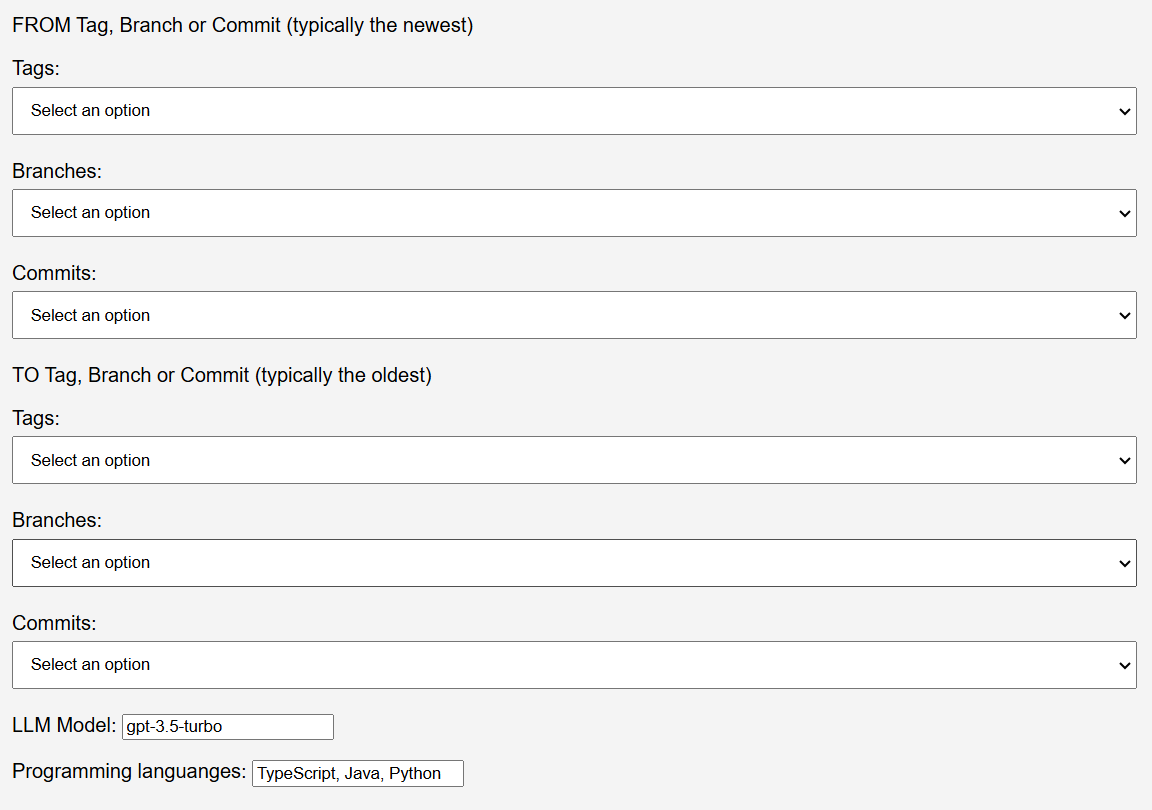 FROM Tag, Branch or Commit (typically the newest)
Tags:
Select an option
Branches:
Select an option
Commits:
Select an option
TO Tag, Branch or Commit (typically the oldest)
Tags:
Select an option
Branches:
Select an option
Commits:
Select an option
LLM Model: gpt-3.5-turbo
Programming languanges: TypeScript, Java, Python